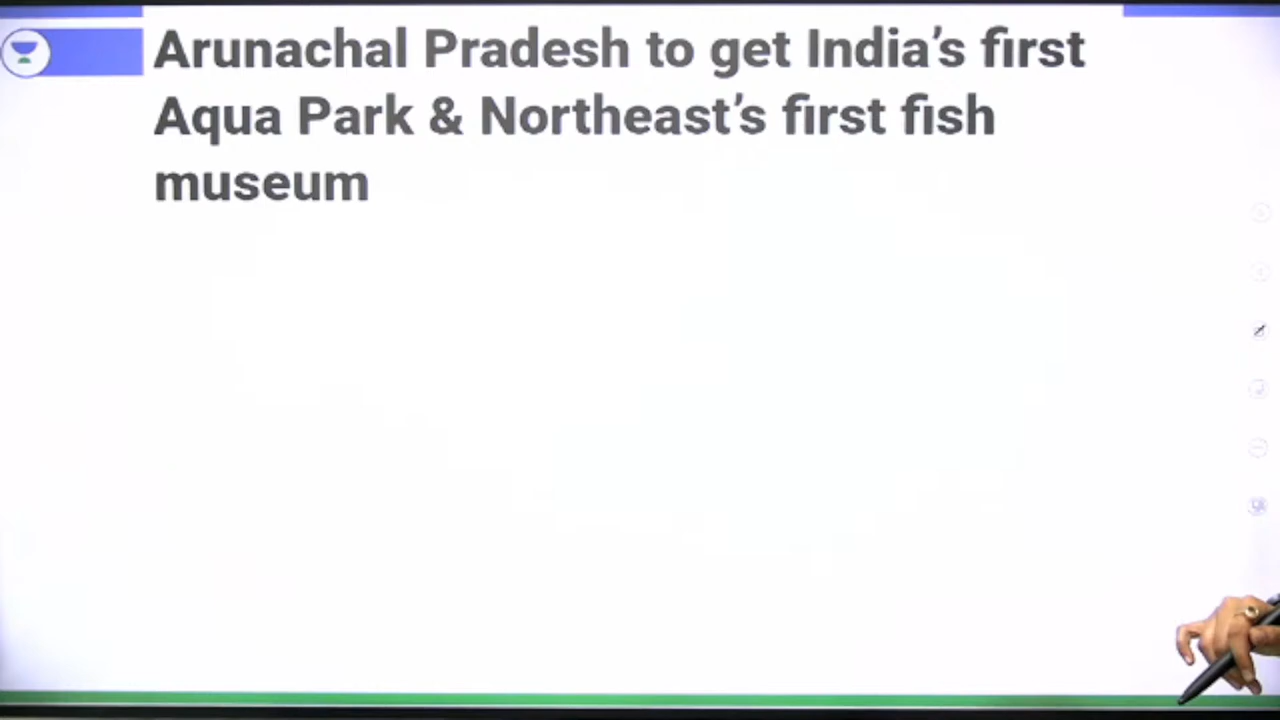 Arunachal Pradesh to get India's first
Aqua Park & Northeast's first fish
museum